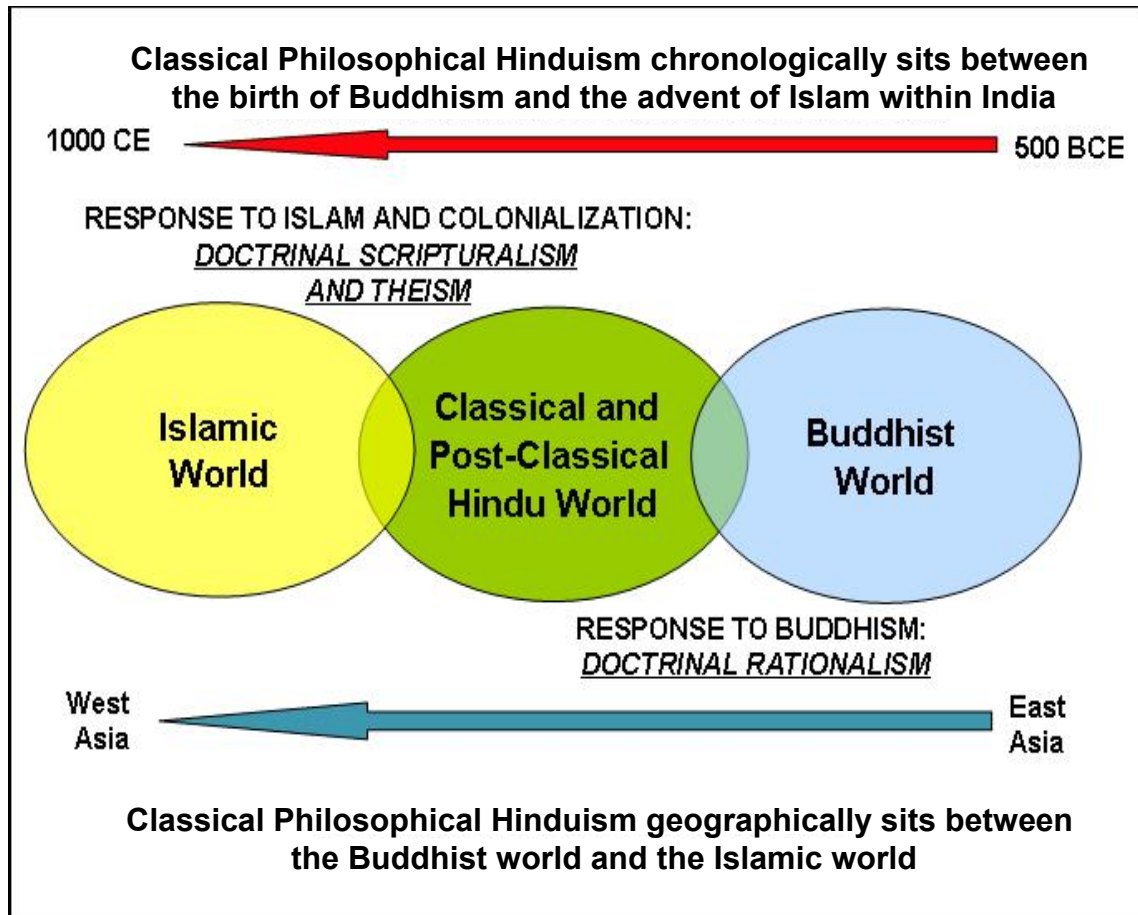 Classical Philosophical Hinduism chronologically sits between
the birth of Buddhism and the advent of Islam within India
1000 CE
500 BCE
RESPONSE TO ISLAM AND COLONIALIZATION:
DOCTRINAL SCRIPTURALISM
AND THEISM
Islamic
World
Classical and
Post-Classical
Hindu World
Buddhist
World
RESPONSE TO BUDDHISM:
DOCTRINAL RATIONALISM
West
Asia
East
Asia
Classical Philosophical Hinduism geographically sits between
the Buddhist world and the Islamic world